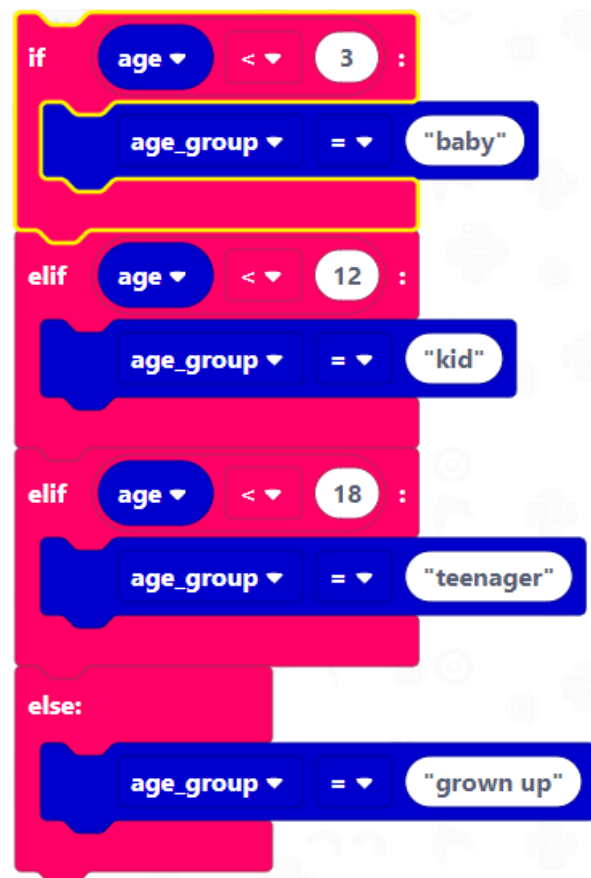 if age < 3 :
age_group = "baby"
elif age < 12 :
age_group = "kid"
elif age < 18 :
age_group = "teenager"
else:
age_group = "grown up"